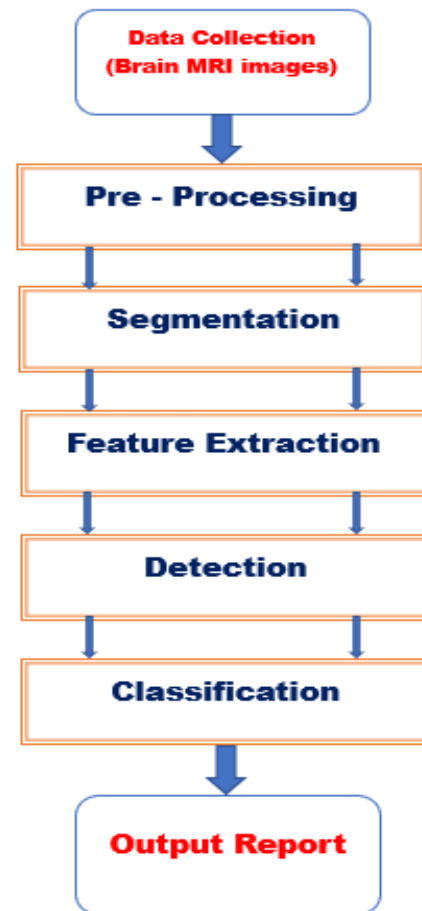 Data Collection
(Brain MRI images)
Pre - Processing
Segmentation
Feature Extraction
Detection
Classification
Output Report